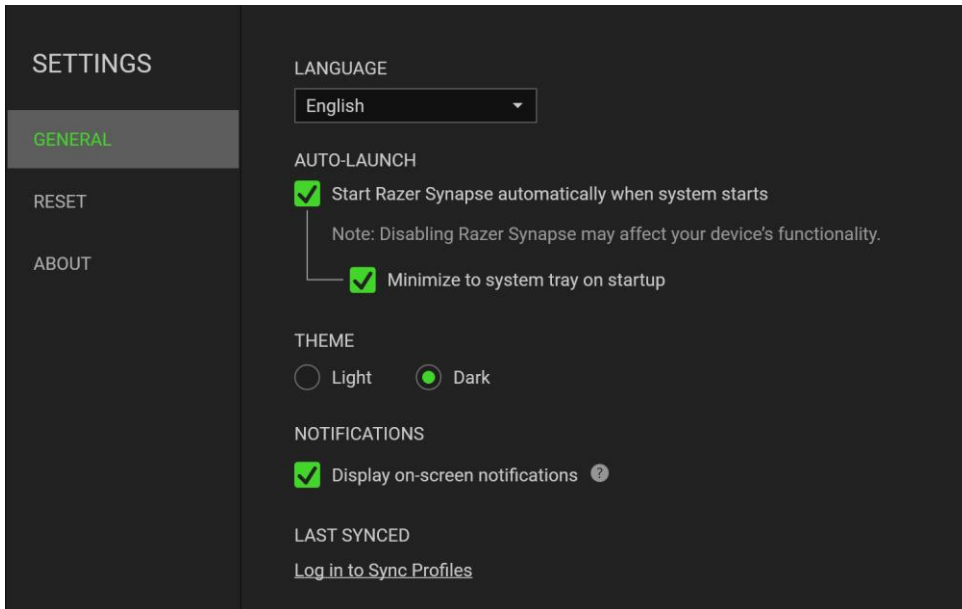 SETTINGS
GENERAL
RESET
ABOUT
LANGUAGE
English
AUTO-LAUNCH
Start Razer Synapse automatically when system starts
Note: Disabling Razer Synapse may affect your device’s functionality.
Minimize to system tray on startup
THEME
Light Dark
NOTIFICATIONS
Display on-screen notifications ?
LAST SYNCED
Log in to Sync Profiles